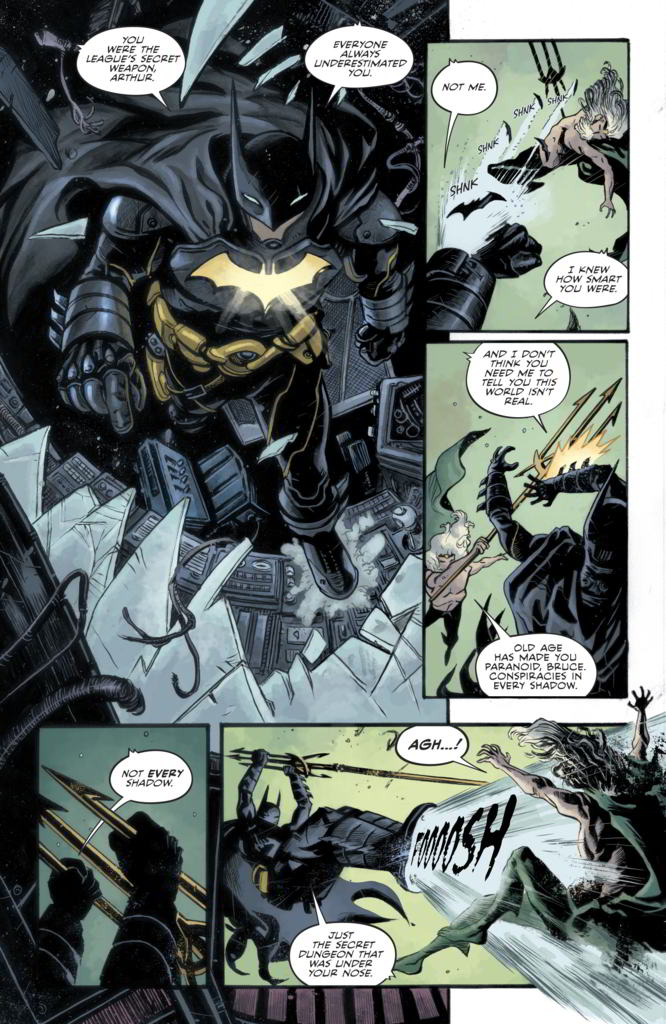 YOU
WERE THE
LEAGUE'S SECRET
WEAPON,
ARTHUR.
EVERYONE
ALWAYS
UNDERESTIMATED
YOU.
NOT ME.
SHNK
SHNK
SHNK
SHNK
I KNEW
HOW SMART
YOU WERE.
AND I DON'T
THINK YOU
NEED ME TO
TELL YOU THIS
WORLD ISN'T
REAL.
OLD AGE
HAS MADE YOU
PARANOID, BRUCE.
CONSPIRACIES IN
EVERY SHADOW.
NOT EVERY
SHADOW.
AGH...!
FOOOOSH
JUST
THE SECRET
DUNGEON THAT
WAS UNDER
YOUR NOSE.